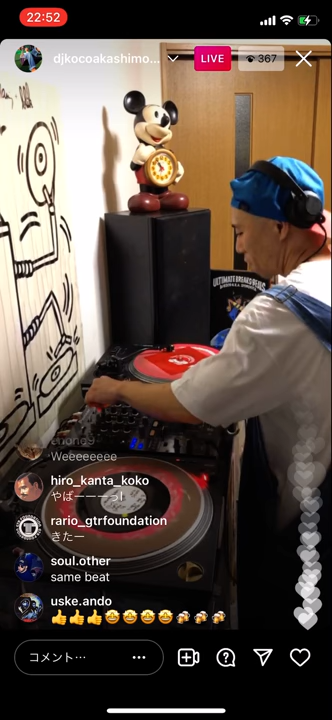 22:52
djkocoakashimo...
LIVE
367
ULTIMATE BREAKS & BEATS
Weeeeeeee
hiro_kanta_koko
やばーーーっ!
rario_gtrfoundation
きたー
soul.other
same beat
uske.ando
👍👍👍🤩🤩🤩🤩🍻🍻🍻
コメント…